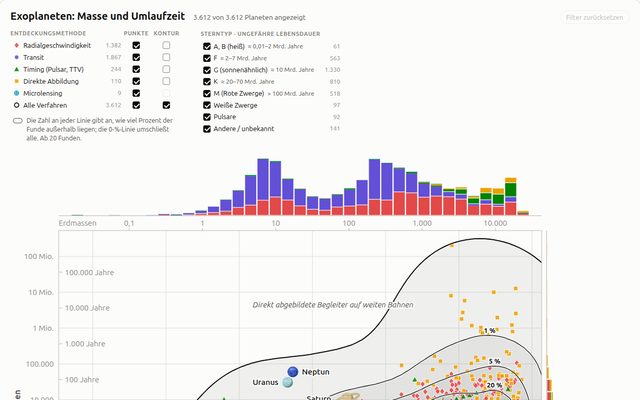 Exoplaneten: Masse und Umlaufzeit 3.612 von 3.612 Planeten angezeigt
Filter zurücksetzen
ENTDECKUNGSMETHODE PUNKTE KONTUR
Radialgeschwindigkeit 1.382
Transit 1.867
Timing (Pulsar, TTV) 244
Direkte Abbildung 110
Microlensing 9
Alle Verfahren 3.612
Die Zahl an jeder Linie gibt an, wie viel Prozent der
Funde außerhalb liegen; die 0-%-Linie umschließt
alle. Ab 20 Funden.
STERNTYP · UNGEFÄHRE LEBENSDAUER
A, B (heiß) ≈ 0,01–2 Mrd. Jahre 61
F ≈ 2–7 Mrd. Jahre 563
G (sonnenähnlich) ≈ 10 Mrd. Jahre 1.330
K ≈ 20–70 Mrd. Jahre 810
M (Rote Zwerge) > 100 Mrd. Jahre 518
Weiße Zwerge 97
Pulsare 92
Andere / unbekannt 141
Erdmassen 0,1 1 10 100 1.000 10.000
100 Mio.
100.000 Jahre
10 Mio.
10.000 Jahre
Direkt abgebildete Begleiter auf weiten Bahnen
1 Mio.
1 %
1.000 Jahre
5 %
100.000
Neptun
100 Jahre
Uranus
20 %
Saturn
10.000